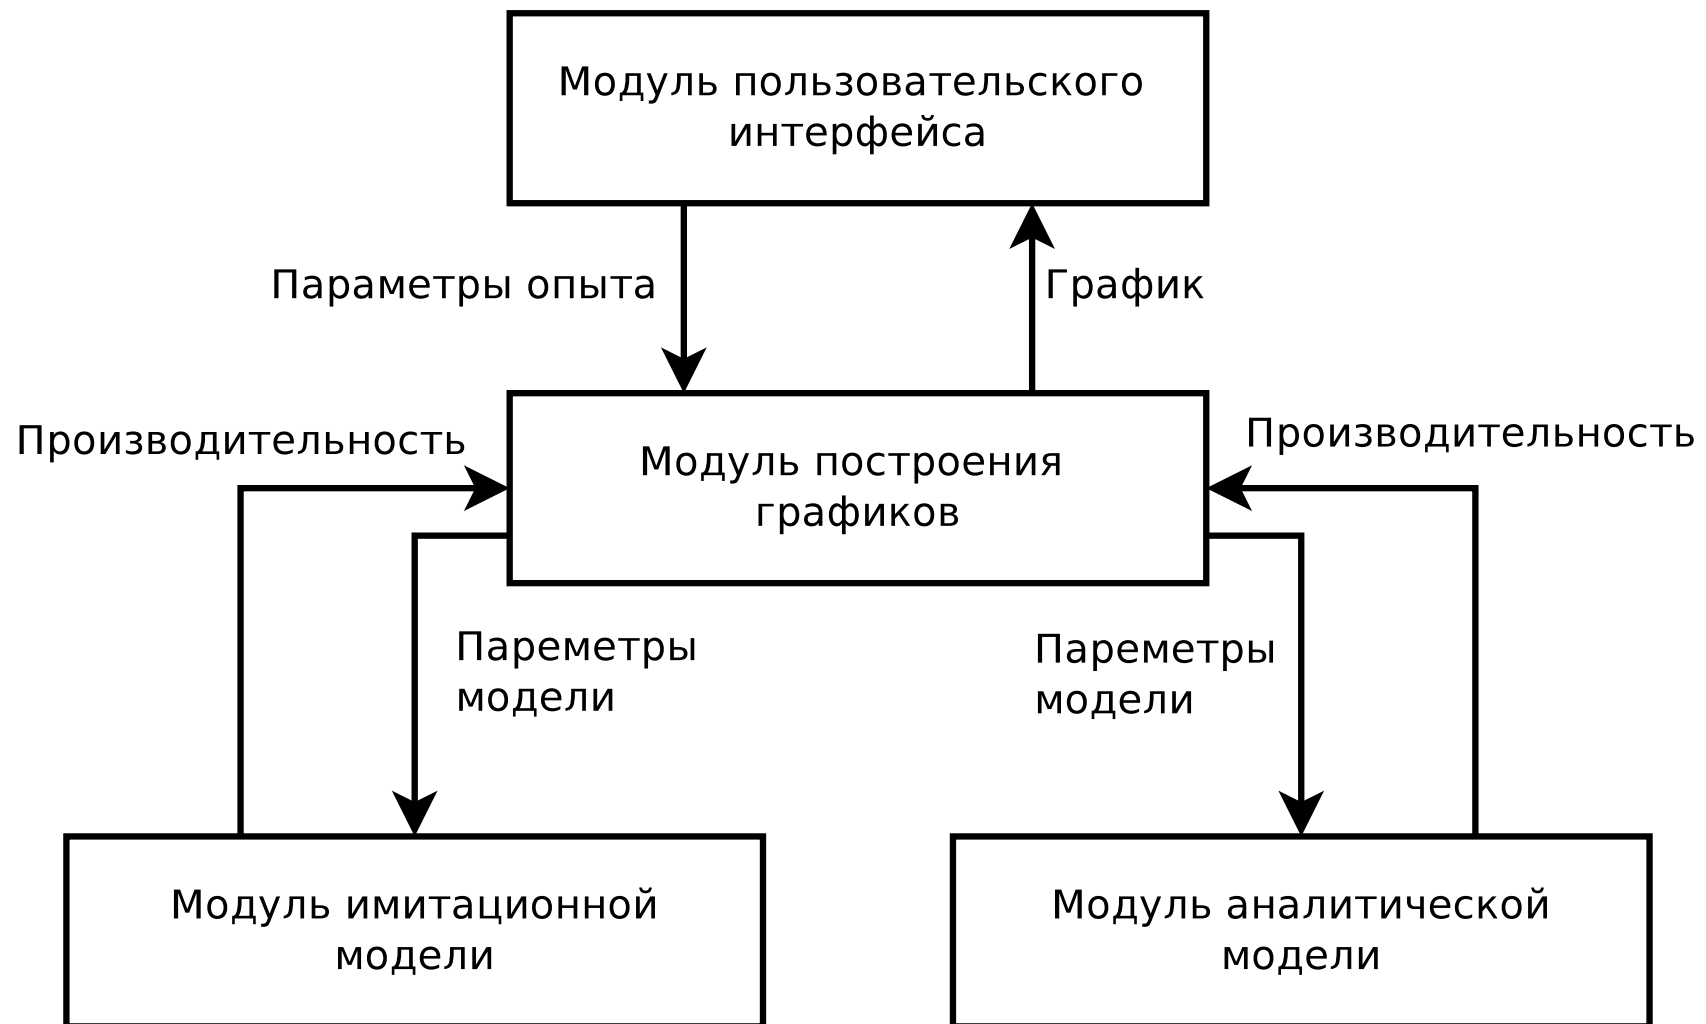 Модуль пользовательского
интерфейса
Параметры опыта
График
Производительность
Производительность
Модуль построения
графиков
Пареметры
модели
Пареметры
модели
Модуль имитационной
модели
Модуль аналитической
модели